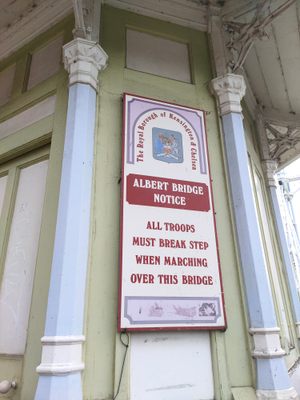 The Royal Borough of Kensington & Chelsea
ALBERT BRIDGE
NOTICE
ALL TROOPS
MUST BREAK STEP
WHEN MARCHING
OVER THIS BRIDGE